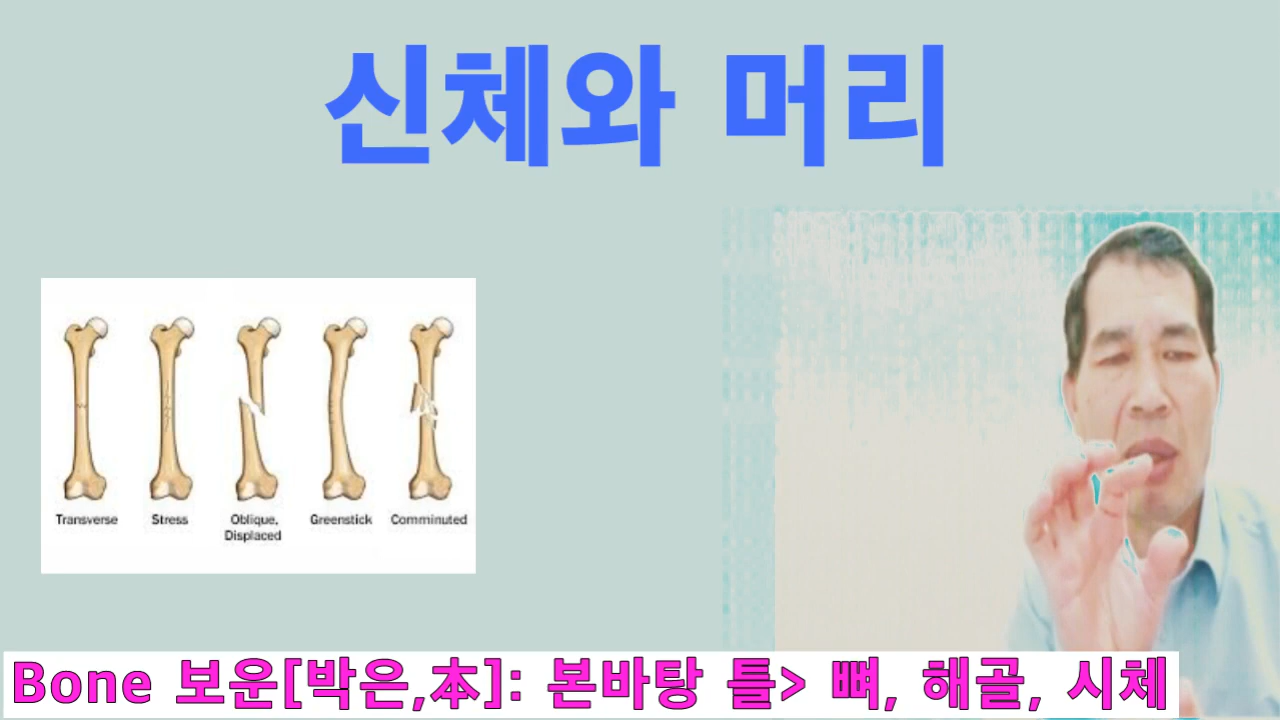 신체와 머리
Transverse Stress Oblique, Greenstick Comminuted
Displaced
Bone 보운[박은,本]: 본바탕 틀> 뼈, 해골, 시체